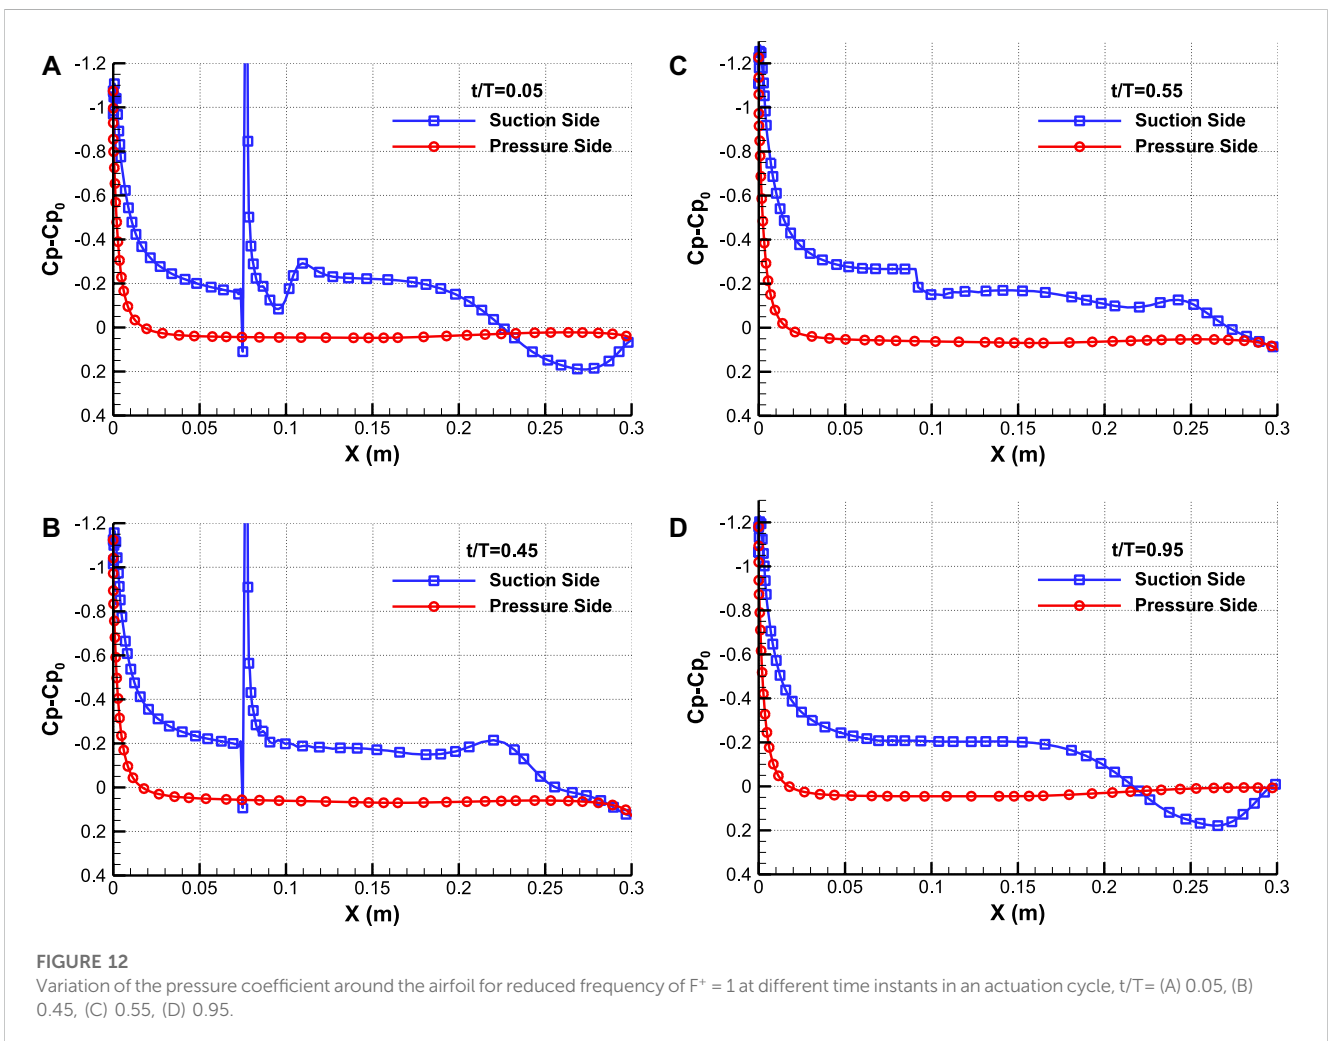 A
t/T=0.05
Suction Side
Pressure Side
Cp-Cp₀
-1.2
-1
-0.8
-0.6
-0.4
-0.2
0
0.2
0.4
0 0.05 0.1 0.15 0.2 0.25 0.3
X (m)
C
t/T=0.55
Suction Side
Pressure Side
Cp-Cp₀
-1.2
-1
-0.8
-0.6
-0.4
-0.2
0
0.2
0.4
0 0.05 0.1 0.15 0.2 0.25 0.3
X (m)
B
t/T=0.45
Suction Side
Pressure Side
Cp-Cp₀
-1.2
-1
-0.8
-0.6
-0.4
-0.2
0
0.2
0.4
0 0.05 0.1 0.15 0.2 0.25 0.3
X (m)
D
t/T=0.95
Suction Side
Pressure Side
Cp-Cp₀
-1.2
-1
-0.8
-0.6
-0.4
-0.2
0
0.2
0.4
0 0.05 0.1 0.15 0.2 0.25 0.3
X (m)
FIGURE 12
Variation of the pressure coefficient around the airfoil for reduced frequency of F⁺ = 1 at different time instants in an actuation cycle, t/T= (A) 0.05, (B)
0.45, (C) 0.55, (D) 0.95.